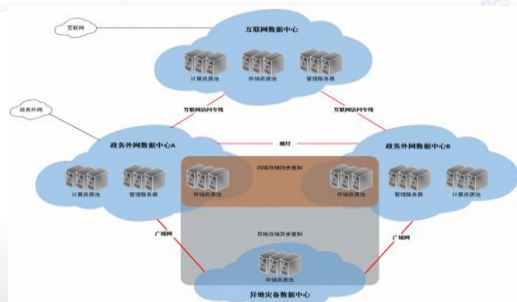 互联网
互联网数据中心
计算资源池
存储资源池
管理服务器
互联网访问专线
互联网访问专线
政务外网
政务外网数据中心A
裸纤
政务外网数据中心B
同城存储同步复制
计算资源池
管理服务器
存储资源池
存储资源池
管理服务器
计算资源池
广域网
异地存储异步复制
广域网
存储资源池
异地灾备数据中心